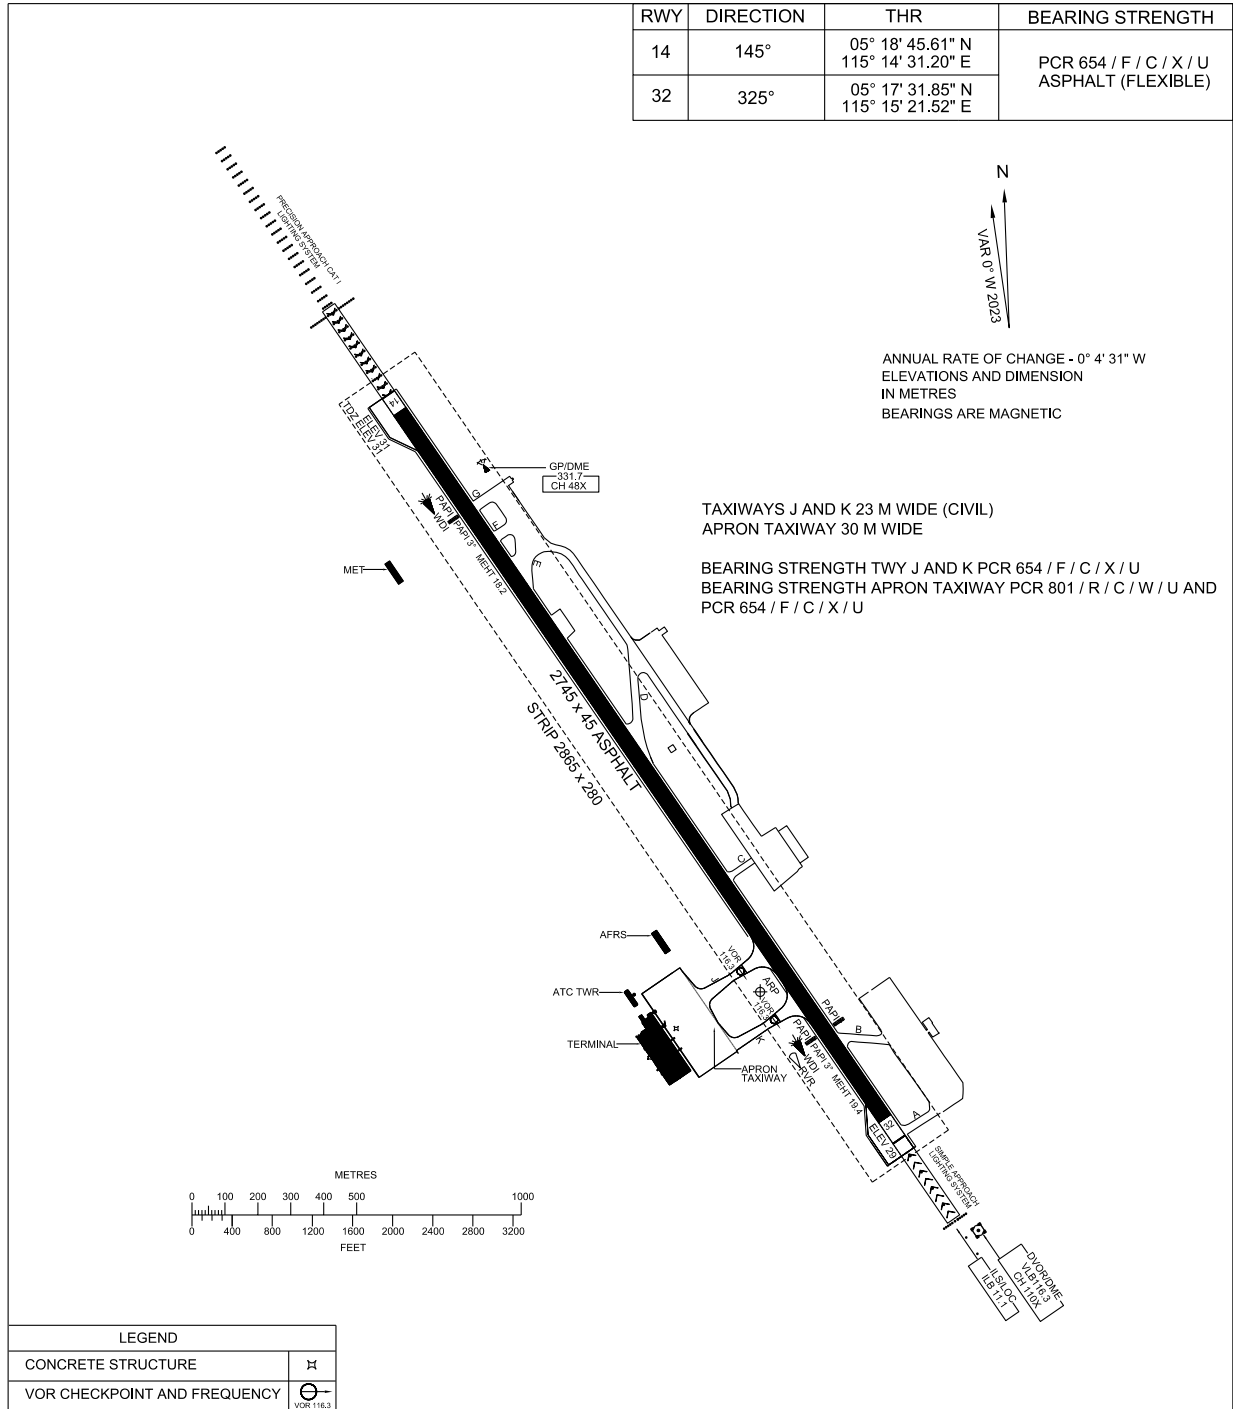 RWY DIRECTION THR BEARING STRENGTH
14 145° 05° 18' 45.61" N
115° 14' 31.20" E
PCR 654 / F / C / X / U
ASPHALT (FLEXIBLE)
32 325° 05° 17' 31.85" N
115° 15' 21.52" E
N
VAR 0° W 2023
ANNUAL RATE OF CHANGE - 0° 4' 31" W
ELEVATIONS AND DIMENSION
IN METRES
BEARINGS ARE MAGNETIC
PRECISION APPROACH CAT I
LIGHTING SYSTEM
14
ELEV 31
TDZ ELEV 31
GP/DME
331.7
CH 48X
G
F
E
PAPI
WDI
PAPI 3°
MEHT 18.2
MET
TAXIWAYS J AND K 23 M WIDE (CIVIL)
APRON TAXIWAY 30 M WIDE
BEARING STRENGTH TWY J AND K PCR 654 / F / C / X / U
BEARING STRENGTH APRON TAXIWAY PCR 801 / R / C / W / U AND
PCR 654 / F / C / X / U
D
2745 x 45 ASPHALT
STRIP 2865 x 280
C
AFRS
VOR
116.3
J
ARP
VOR
116.3
ATC TWR
TERMINAL
K
APRON
TAXIWAY
PAPI
B
PAPI
PAPI 3°
MEHT 19.4
WDI
RVR
A
32
ELEV 29
SIMPLE APPROACH
LIGHTING SYSTEM
DVOR/DME
VLB116.3
CH 110X
ILS/LOC
ILB 11.1
METRES
0 100 200 300 400 500 1000
0 400 800 1200 1600 2000 2400 2800 3200
FEET
LEGEND
CONCRETE STRUCTURE
VOR CHECKPOINT AND FREQUENCY
VOR 116.3